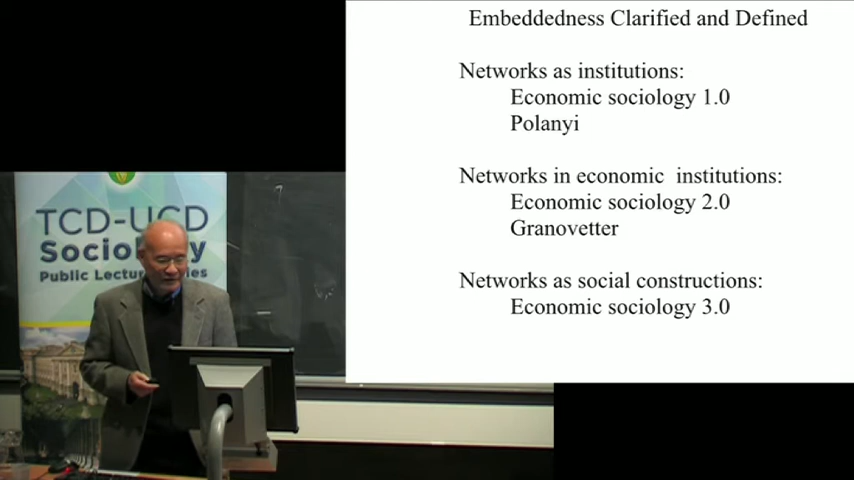 Embeddedness Clarified and Defined
Networks as institutions:
Economic sociology 1.0
Polanyi
Networks in economic institutions:
Economic sociology 2.0
Granovetter
Networks as social constructions:
Economic sociology 3.0
TCD-UCD
Sociology
Public Lecture Series